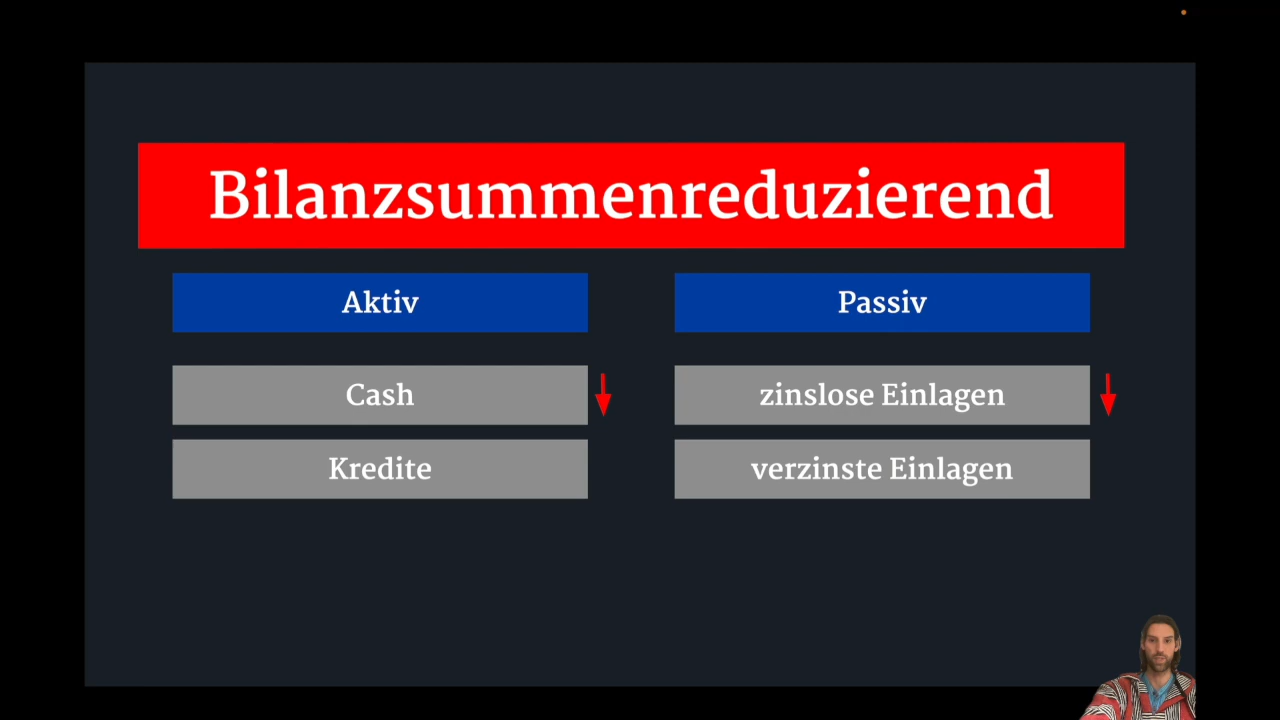 Bilanzsummenreduzierend
Aktiv
Passiv
Cash
zinslose Einlagen
Kredite
verzinste Einlagen